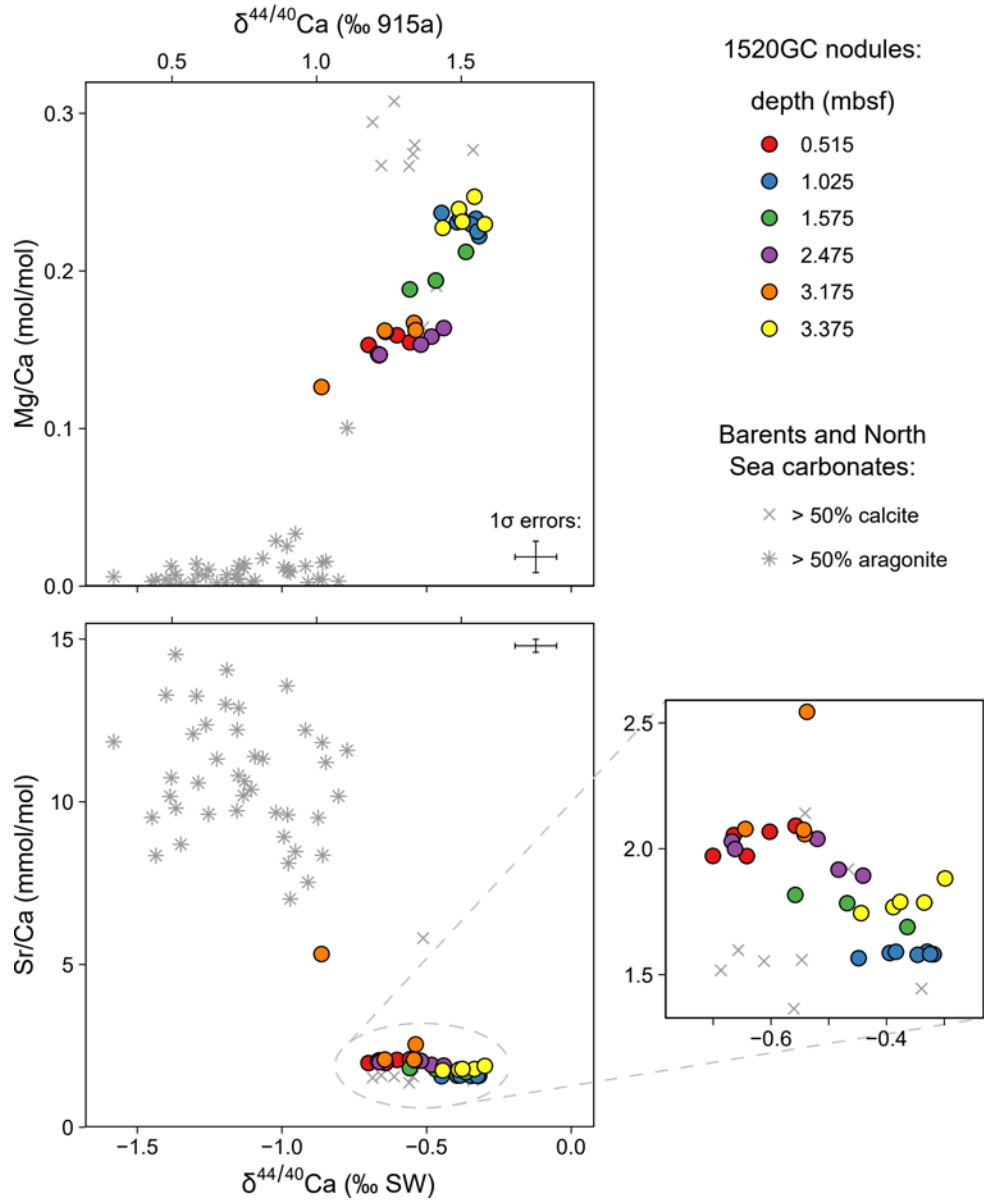 δ44/40Ca (‰ 915a)
0.5 1.0 1.5
Mg/Ca (mol/mol)
0.3
0.2
0.1
0.0
1σ errors:
1520GC nodules:
depth (mbsf)
0.515
1.025
1.575
2.475
3.175
3.375
Barents and North
Sea carbonates:
> 50% calcite
> 50% aragonite
Sr/Ca (mmol/mol)
15
10
5
0
−1.5 −1.0 −0.5 0.0
δ44/40Ca (‰ SW)
2.5
2.0
1.5
−0.6 −0.4